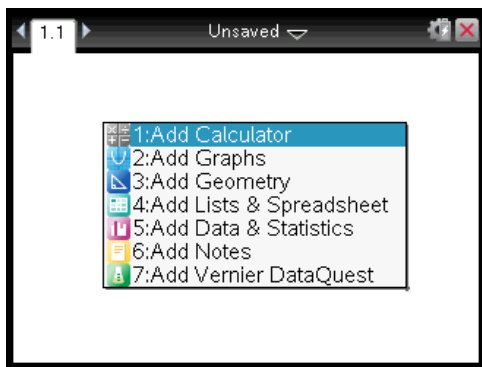 1.1 Unsaved
1:Add Calculator
2:Add Graphs
3:Add Geometry
4:Add Lists & Spreadsheet
5:Add Data & Statistics
6:Add Notes
7:Add Vernier DataQuest